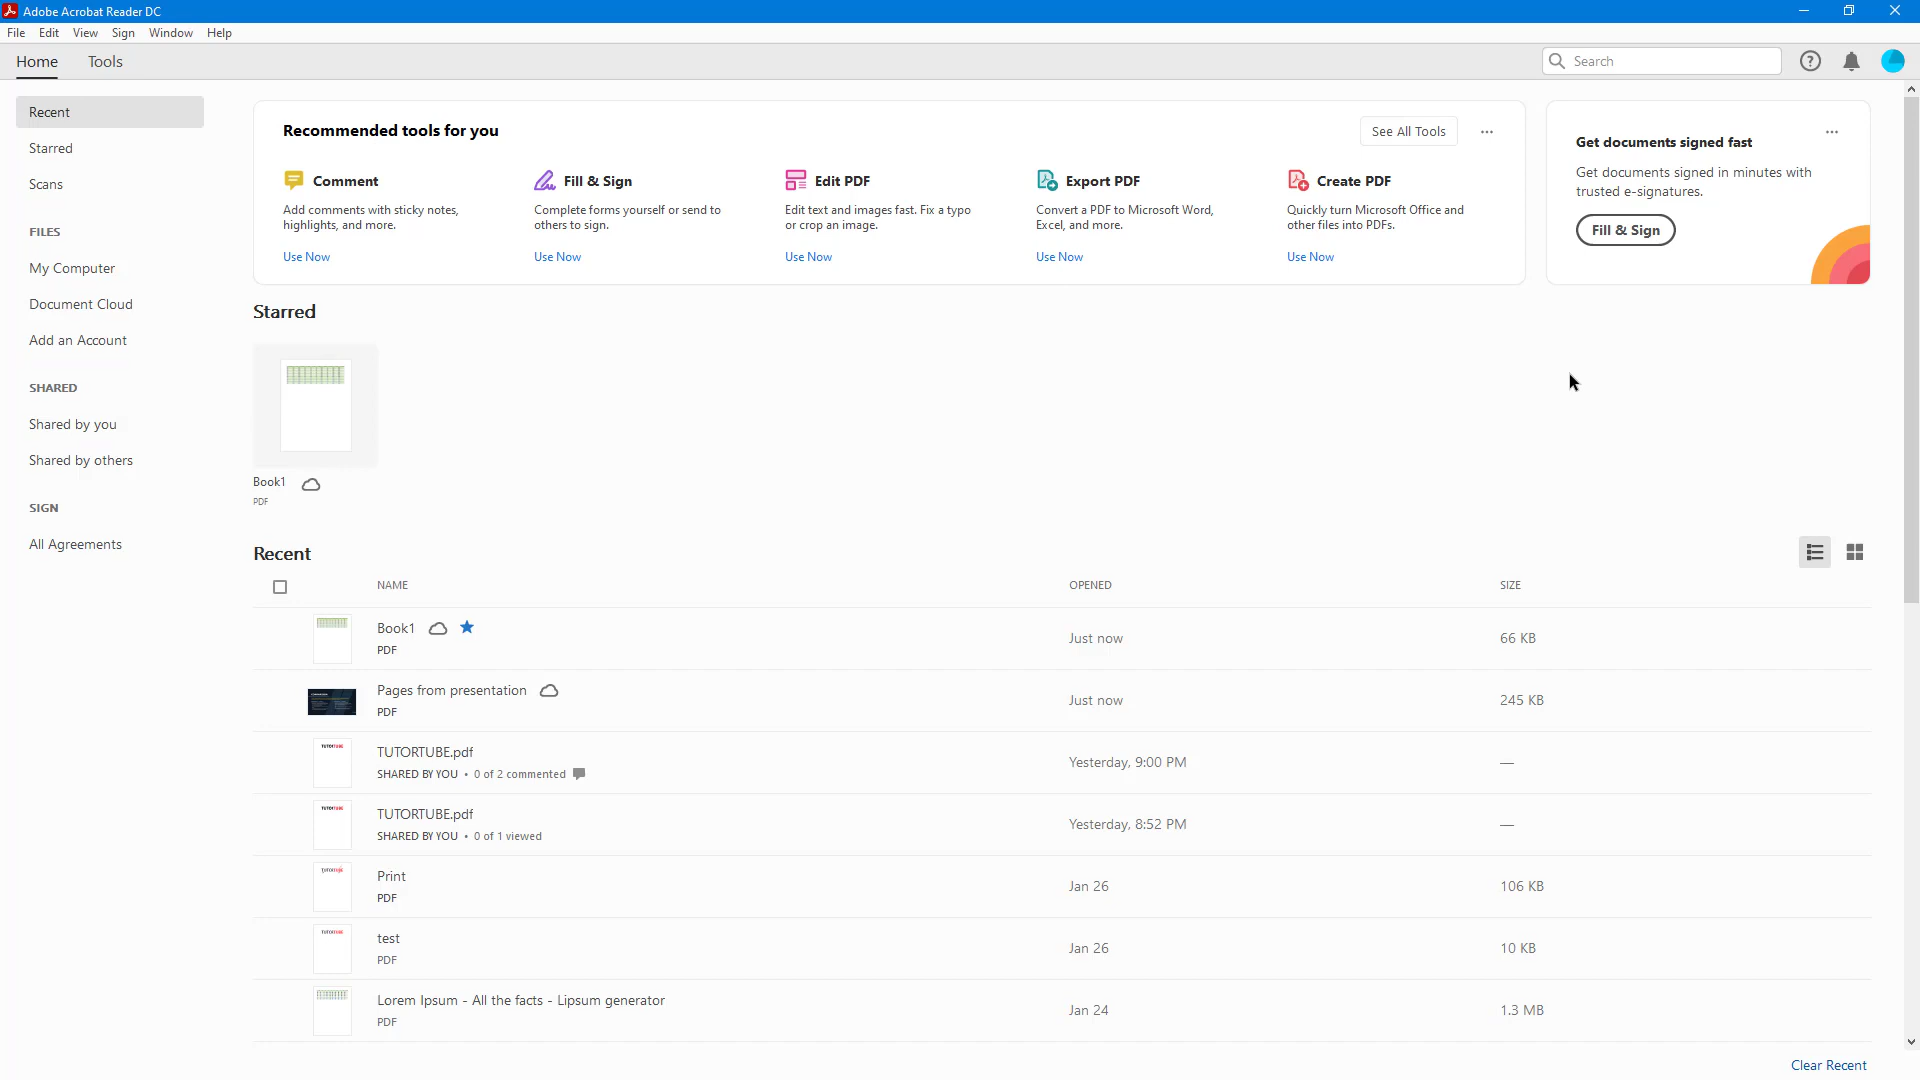 Adobe Acrobat Reader DC
File Edit View Sign Window Help
Home Tools
Search
Recent
Starred
Scans
FILES
My Computer
Document Cloud
Add an Account
SHARED
Shared by you
Shared by others
SIGN
All Agreements
Recommended tools for you
See All Tools
Comment
Add comments with sticky notes,
highlights, and more.
Use Now
Fill & Sign
Complete forms yourself or send to
others to sign.
Use Now
Edit PDF
Edit text and images fast. Fix a typo
or crop an image.
Use Now
Export PDF
Convert a PDF to Microsoft Word,
Excel, and more.
Use Now
Create PDF
Quickly turn Microsoft Office and
other files into PDFs.
Use Now
Get documents signed fast
Get documents signed in minutes with
trusted e-signatures.
Fill & Sign
Starred
Book1
PDF
Recent
NAME OPENED SIZE
Book1
PDF
Just now
66 KB
Pages from presentation
PDF
Just now
245 KB
TUTORTUBE
TUTORTUBE.pdf
SHARED BY YOU • 0 of 2 commented
Yesterday, 9:00 PM
—
TUTORTUBE
TUTORTUBE.pdf
SHARED BY YOU • 0 of 1 viewed
Yesterday, 8:52 PM
—
Print
PDF
Jan 26
106 KB
test
PDF
Jan 26
10 KB
Lorem Ipsum - All the facts - Lipsum generator
PDF
Jan 24
1.3 MB
Clear Recent